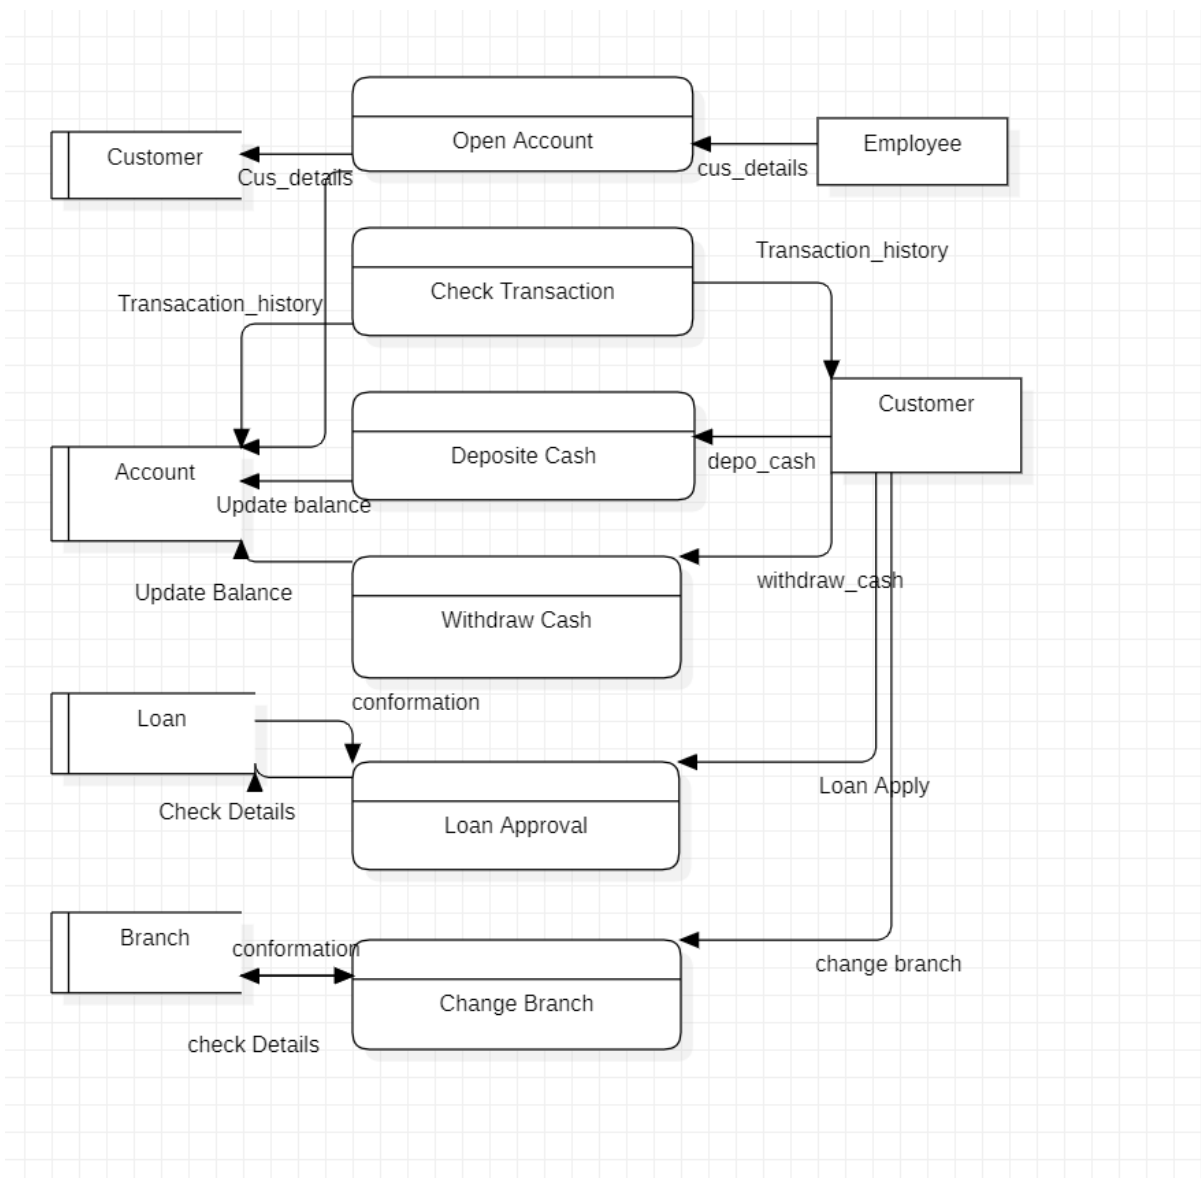 Open Account
Employee
Customer
cus_details
Cus_details
Transaction_history
Check Transaction
Transacation_history
Customer
Deposite Cash
depo_cash
Account
Update balance
withdraw_cash
Update Balance
Withdraw Cash
conformation
Loan
Loan Apply
Check Details
Loan Approval
Branch
conformation
change branch
Change Branch
check Details